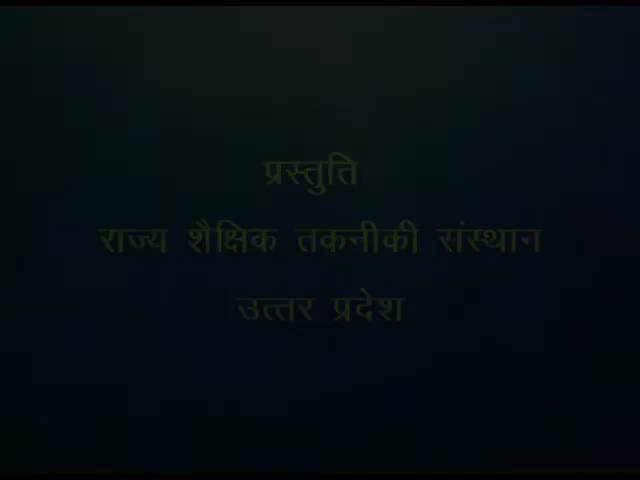 प्रस्तुति
राज्य शैक्षिक तकनीकी संस्थान
उत्तर प्रदेश